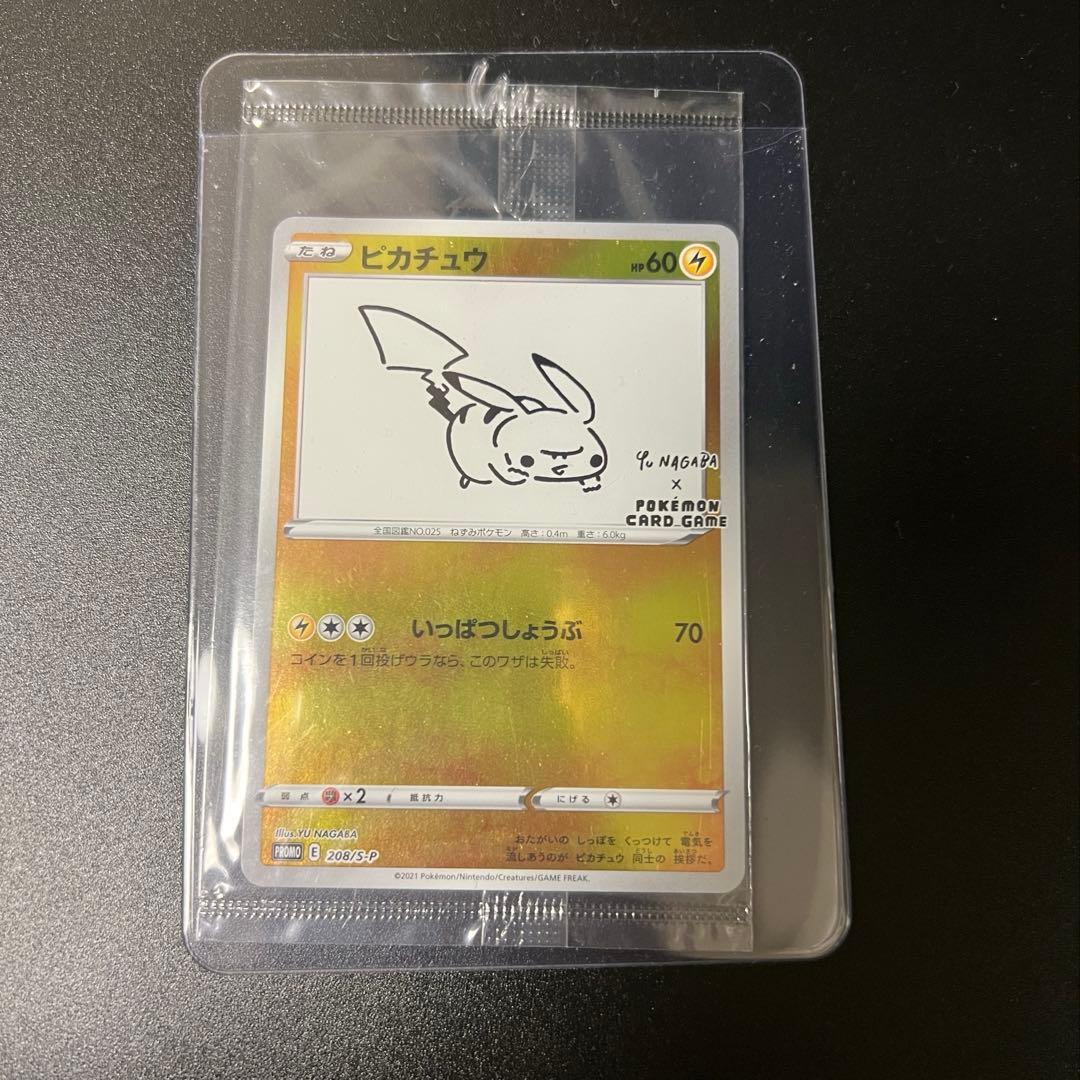 たね ピカチュウ HP60
Yu NAGABA
×
POKÉMON
CARD GAME
全国図鑑NO.025 ねずみポケモン 高さ:0.4m 重さ:6.0kg
いっぱつしょうぶ 70
コインを1回投げウラなら、このワザは失敗。
弱点 ×2 抵抗力 にげる
Illus. YU NAGABA
PROMO E 208/S-P
おたがいの しっぽを くっつけて 電気を
流しあうのが ピカチュウ 同士の 挨拶だ。
©2021 Pokémon/Nintendo/Creatures/GAME FREAK.